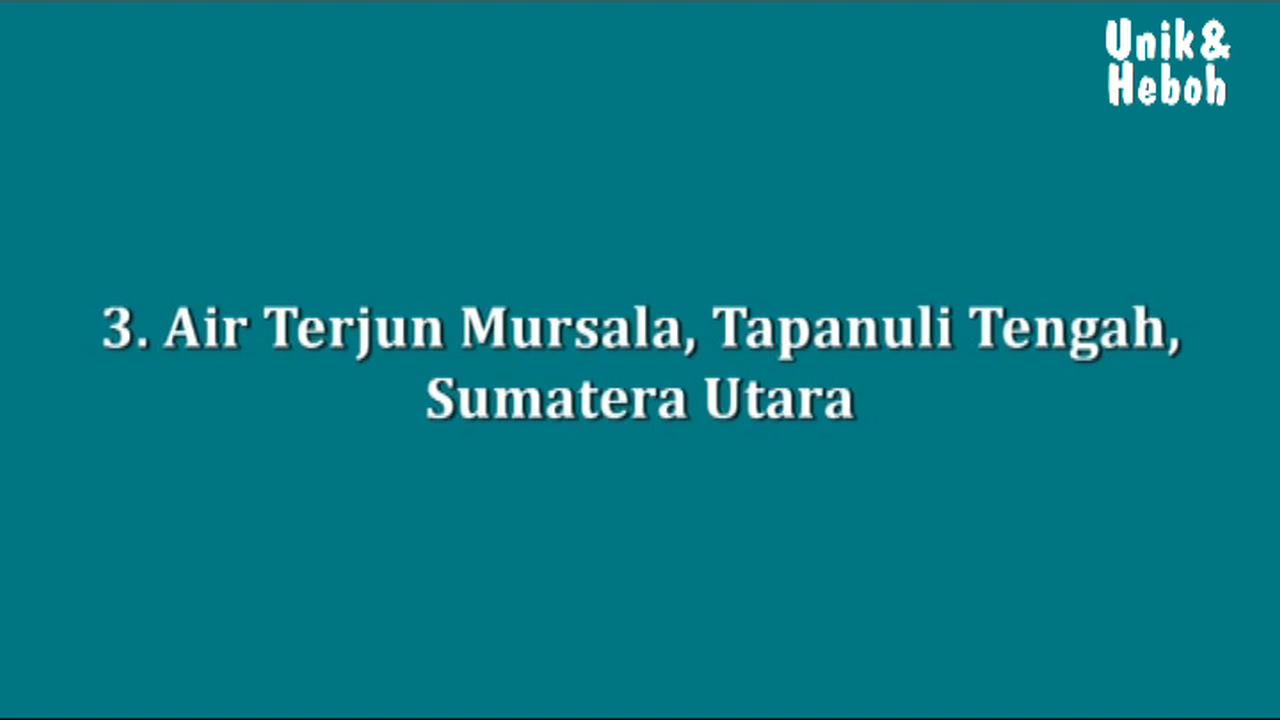 Unik&
Heboh
3. Air Terjun Mursala, Tapanuli Tengah,
Sumatera Utara